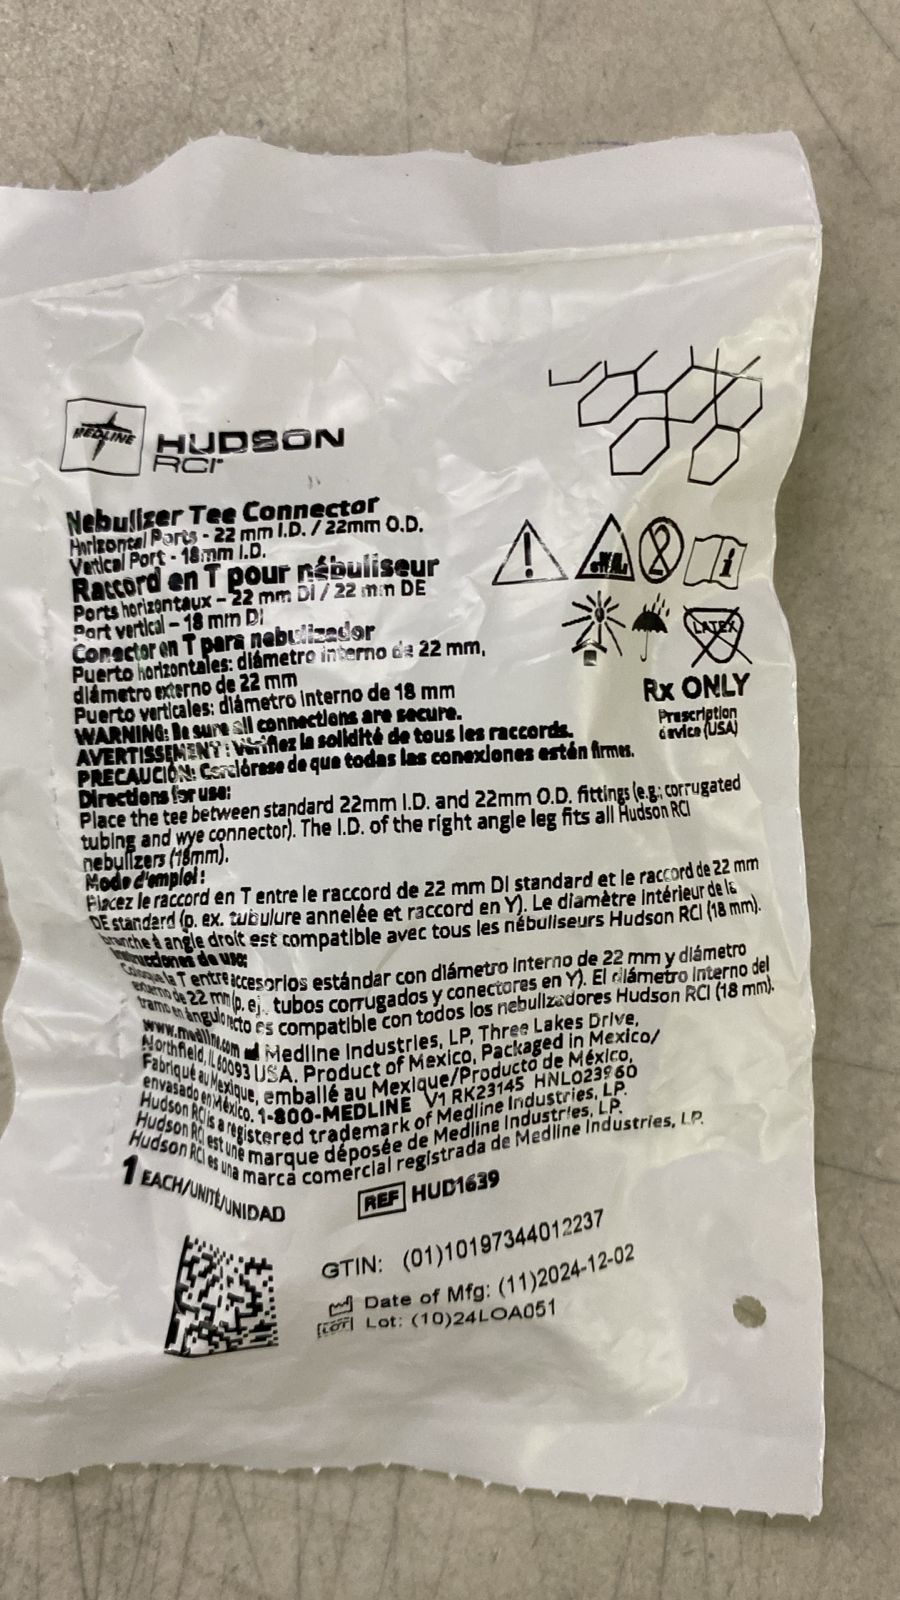 MEDLINE
HUDSON
RCI®
Nebulizer Tee Connector
Horizontal Ports - 22 mm I.D. / 22mm O.D.
Vertical Port - 18mm I.D.
Raccord en T pour nébuliseur
Ports horizontaux – 22 mm DI / 22 mm DE
Port vertical – 18 mm DI
Conector en T para nebulizador
Puerto horizontales: diámetro interno de 22 mm,
diámetro externo de 22 mm
Puerto verticales: diámetro interno de 18 mm
WARNING: Be sure all connections are secure.
AVERTISSEMENT : Vérifiez la solidité de tous les raccords.
PRECAUCIÓN: Cerciórese de que todas las conexiones estén firmes.
LATEX
Rx ONLY
Prescription
device (USA)
Directions for use:
Place the tee between standard 22mm I.D. and 22mm O.D. fittings (e.g.; corrugated
tubing and wye connector). The I.D. of the right angle leg fits all Hudson RCI
nebulizers (18mm).
Mode d'emploi :
Placez le raccord en T entre le raccord de 22 mm DI standard et le raccord de 22 mm
DE standard (p. ex. tubulure annelée et raccord en Y). Le diamètre intérieur de la
branche à angle droit est compatible avec tous les nébuliseurs Hudson RCI (18 mm).
Instrucciones de uso:
Coloque la T entre accesorios estándar con diámetro interno de 22 mm y diámetro
externo de 22 mm (p. ej., tubos corrugados y conectores en Y). El diámetro interno del
tramo en ángulo recto es compatible con todos los nebulizadores Hudson RCI (18 mm).
www.medline.com Medline Industries, LP, Three Lakes Drive,
Northfield, IL 60093 USA. Product of Mexico, Packaged in Mexico/
Fabriqué au Mexique, emballé au Mexique/Producto de México,
envasado en México. 1-800-MEDLINE V1 RK23145 HNL023960
Hudson RCI is a registered trademark of Medline Industries, LP.
Hudson RCI est une marque déposée de Medline Industries, LP.
Hudson RCI es una marca comercial registrada de Medline Industries, LP.
1 EACH/UNITÉ/UNIDAD
REF HUD1639
GTIN: (01)10197344012237
Date of Mfg: (11)2024-12-02
LOT Lot: (10)24LOA051